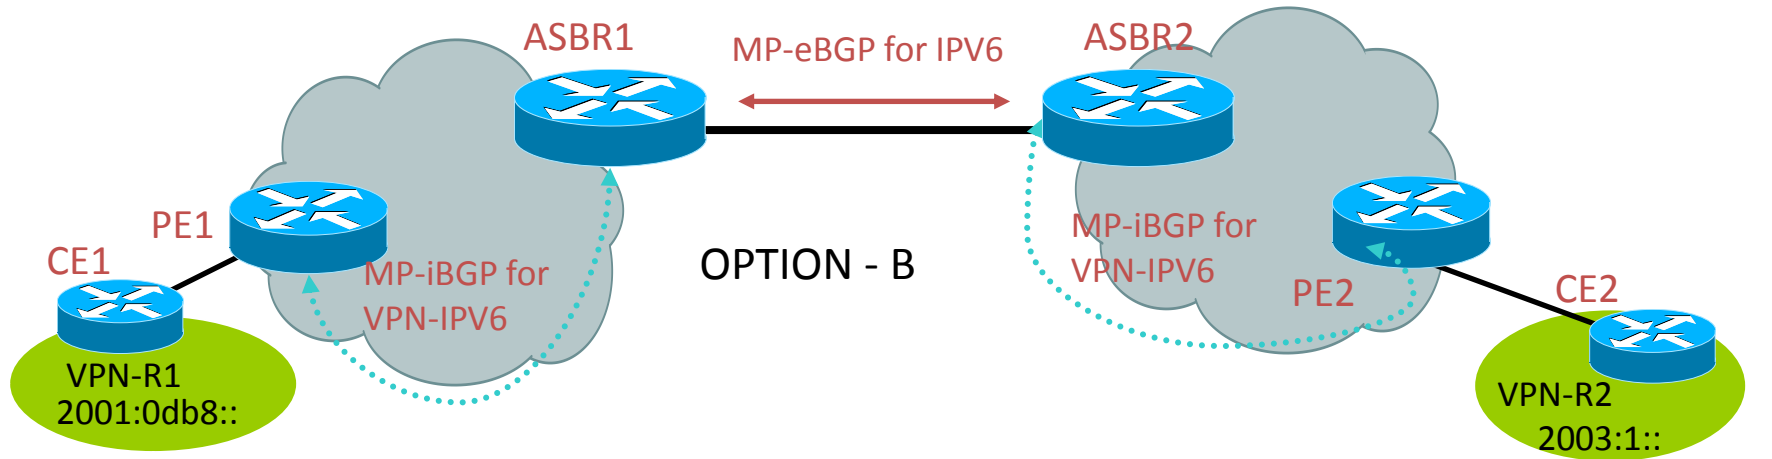 ASBR1
MP-eBGP for IPV6
ASBR2
PE1
CE1
MP-iBGP for
VPN-IPV6
OPTION - B
MP-iBGP for
VPN-IPV6
PE2
CE2
VPN-R1
2001:0db8::
VPN-R2
2003:1::